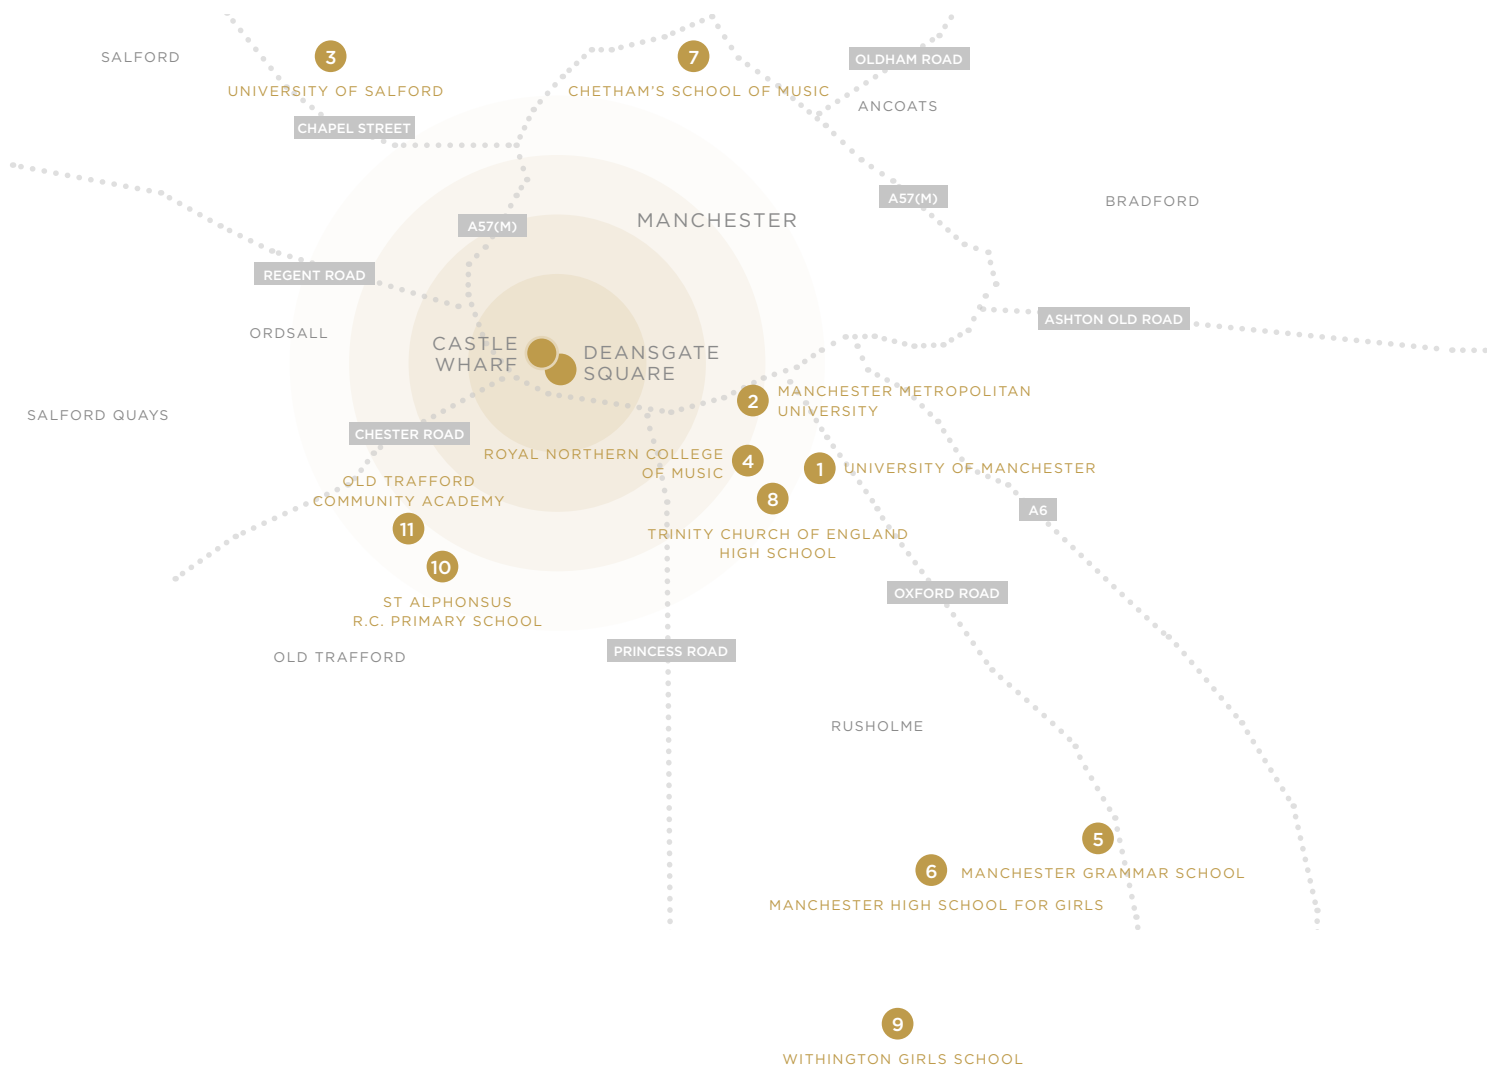 SALFORD
3
7
OLDHAM ROAD
UNIVERSITY OF SALFORD
CHETHAM'S SCHOOL OF MUSIC
ANCOATS
CHAPEL STREET
A57(M)
BRADFORD
A57(M)
MANCHESTER
REGENT ROAD
ASHTON OLD ROAD
ORDSALL
CASTLE
WHARF
DEANSGATE
SQUARE
2
MANCHESTER METROPOLITAN
UNIVERSITY
SALFORD QUAYS
CHESTER ROAD
ROYAL NORTHERN COLLEGE
OF MUSIC
4
1
UNIVERSITY OF MANCHESTER
OLD TRAFFORD
COMMUNITY ACADEMY
8
A6
11
TRINITY CHURCH OF ENGLAND
HIGH SCHOOL
10
OXFORD ROAD
ST ALPHONSUS
R.C. PRIMARY SCHOOL
PRINCESS ROAD
OLD TRAFFORD
RUSHOLME
5
6
MANCHESTER GRAMMAR SCHOOL
MANCHESTER HIGH SCHOOL FOR GIRLS
9
WITHINGTON GIRLS SCHOOL